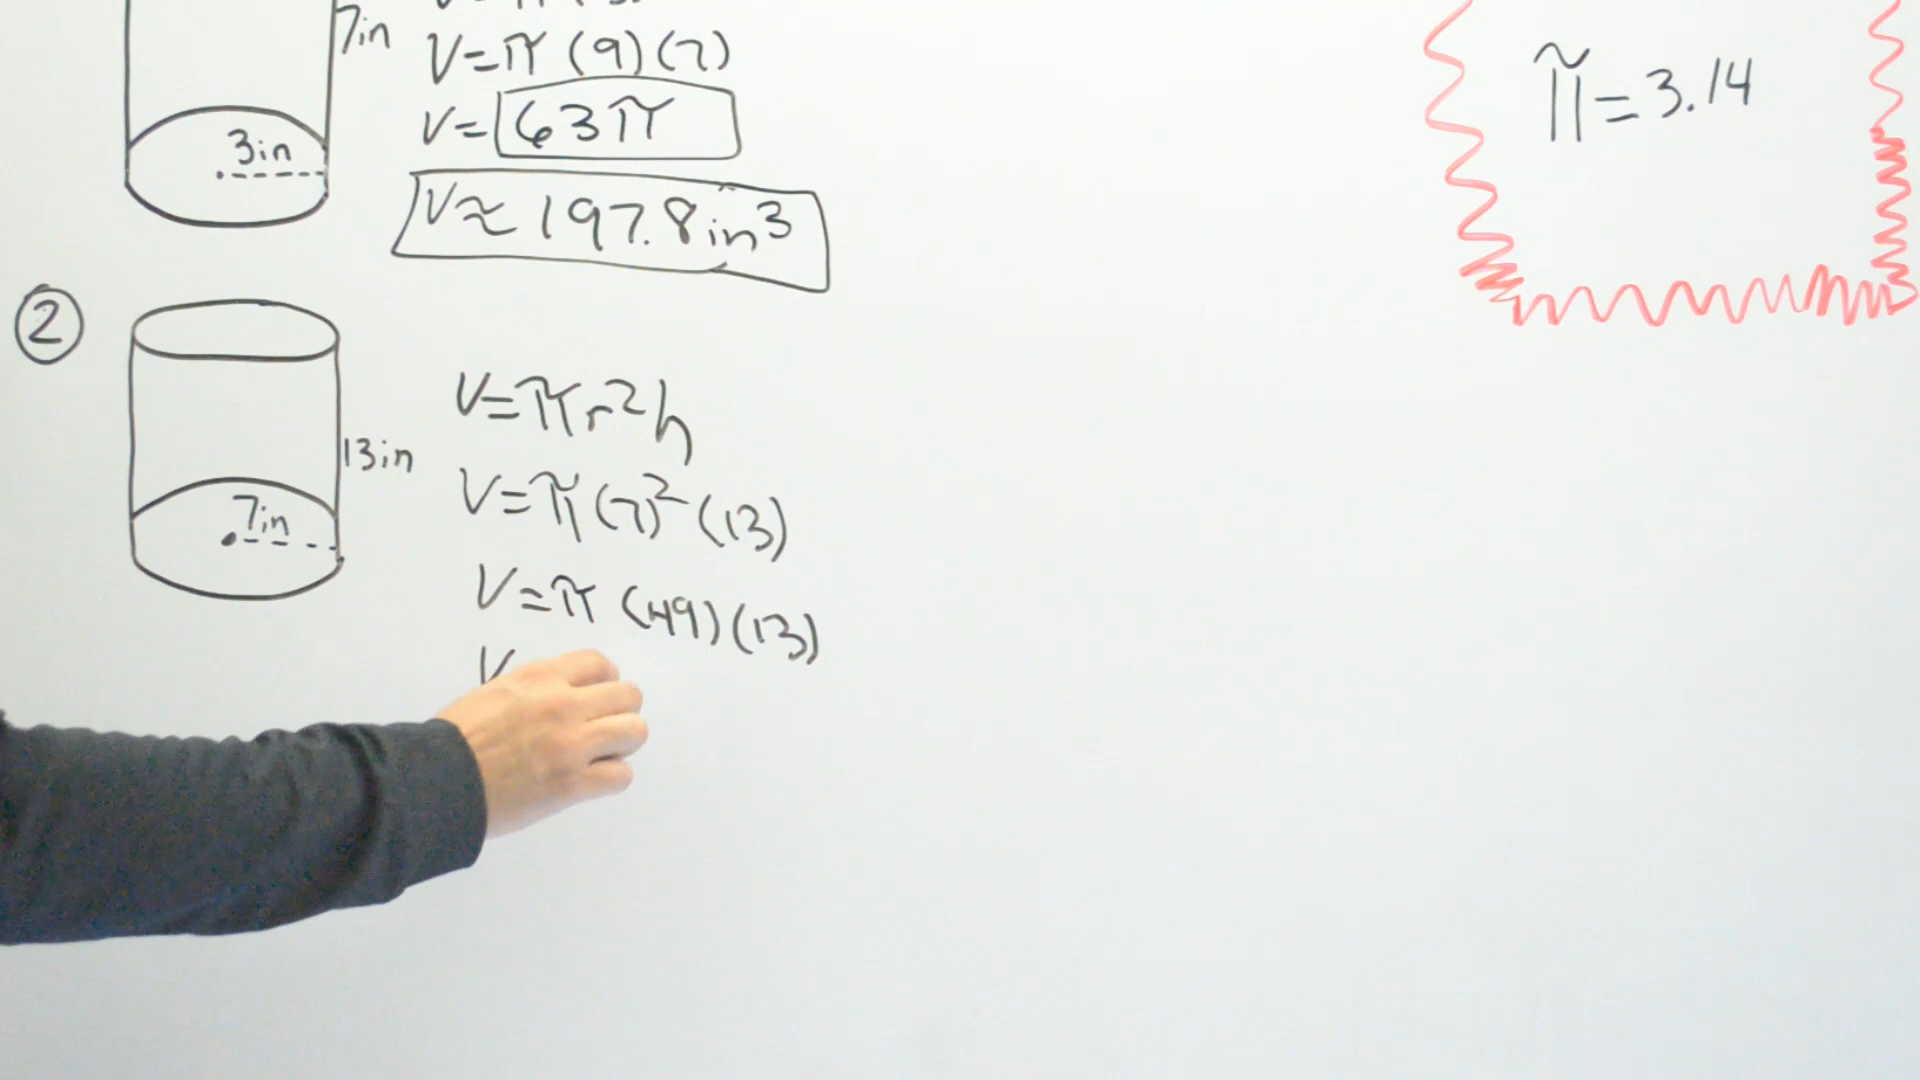 7in
V=π(9)(7)
V=63π
3in
V≈197.8in³
π=3.14
②
13in
7in
V=πr²h
V=π(7)²(13)
V=π(49)(13)
V